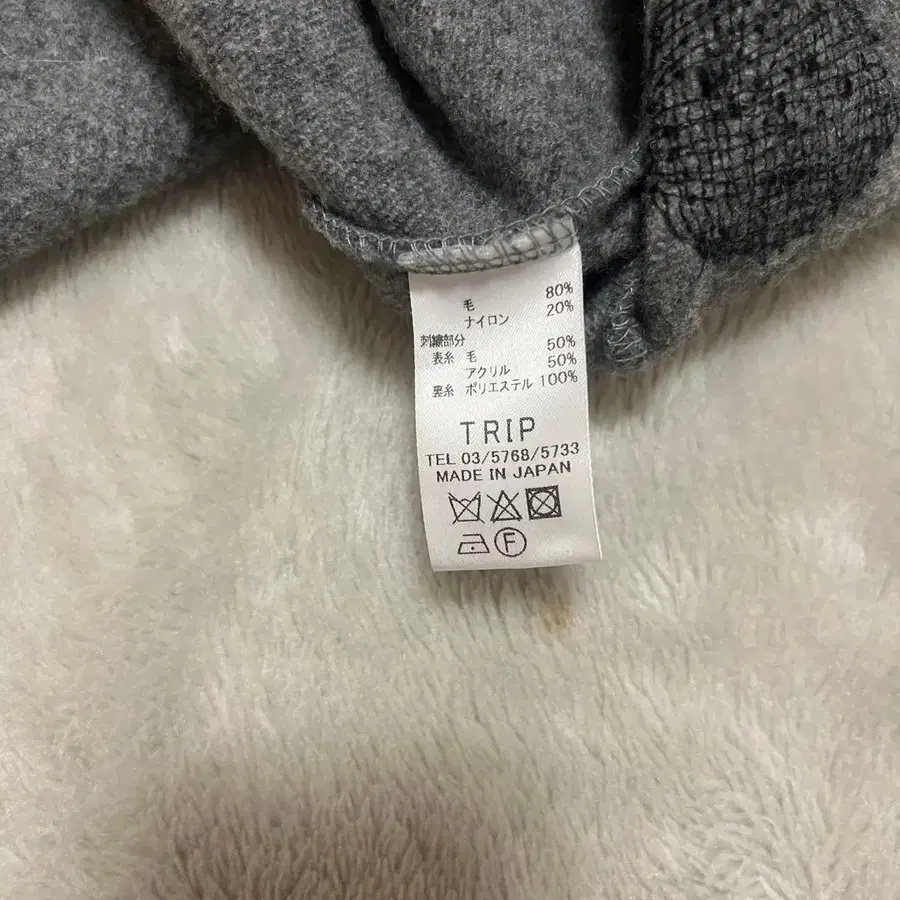 毛 80%
ナイロン 20%
刺繍部分
表糸 毛 50%
アクリル 50%
裏糸 ポリエステル 100%
TRIP
TEL 03/5768/5733
MADE IN JAPAN
F